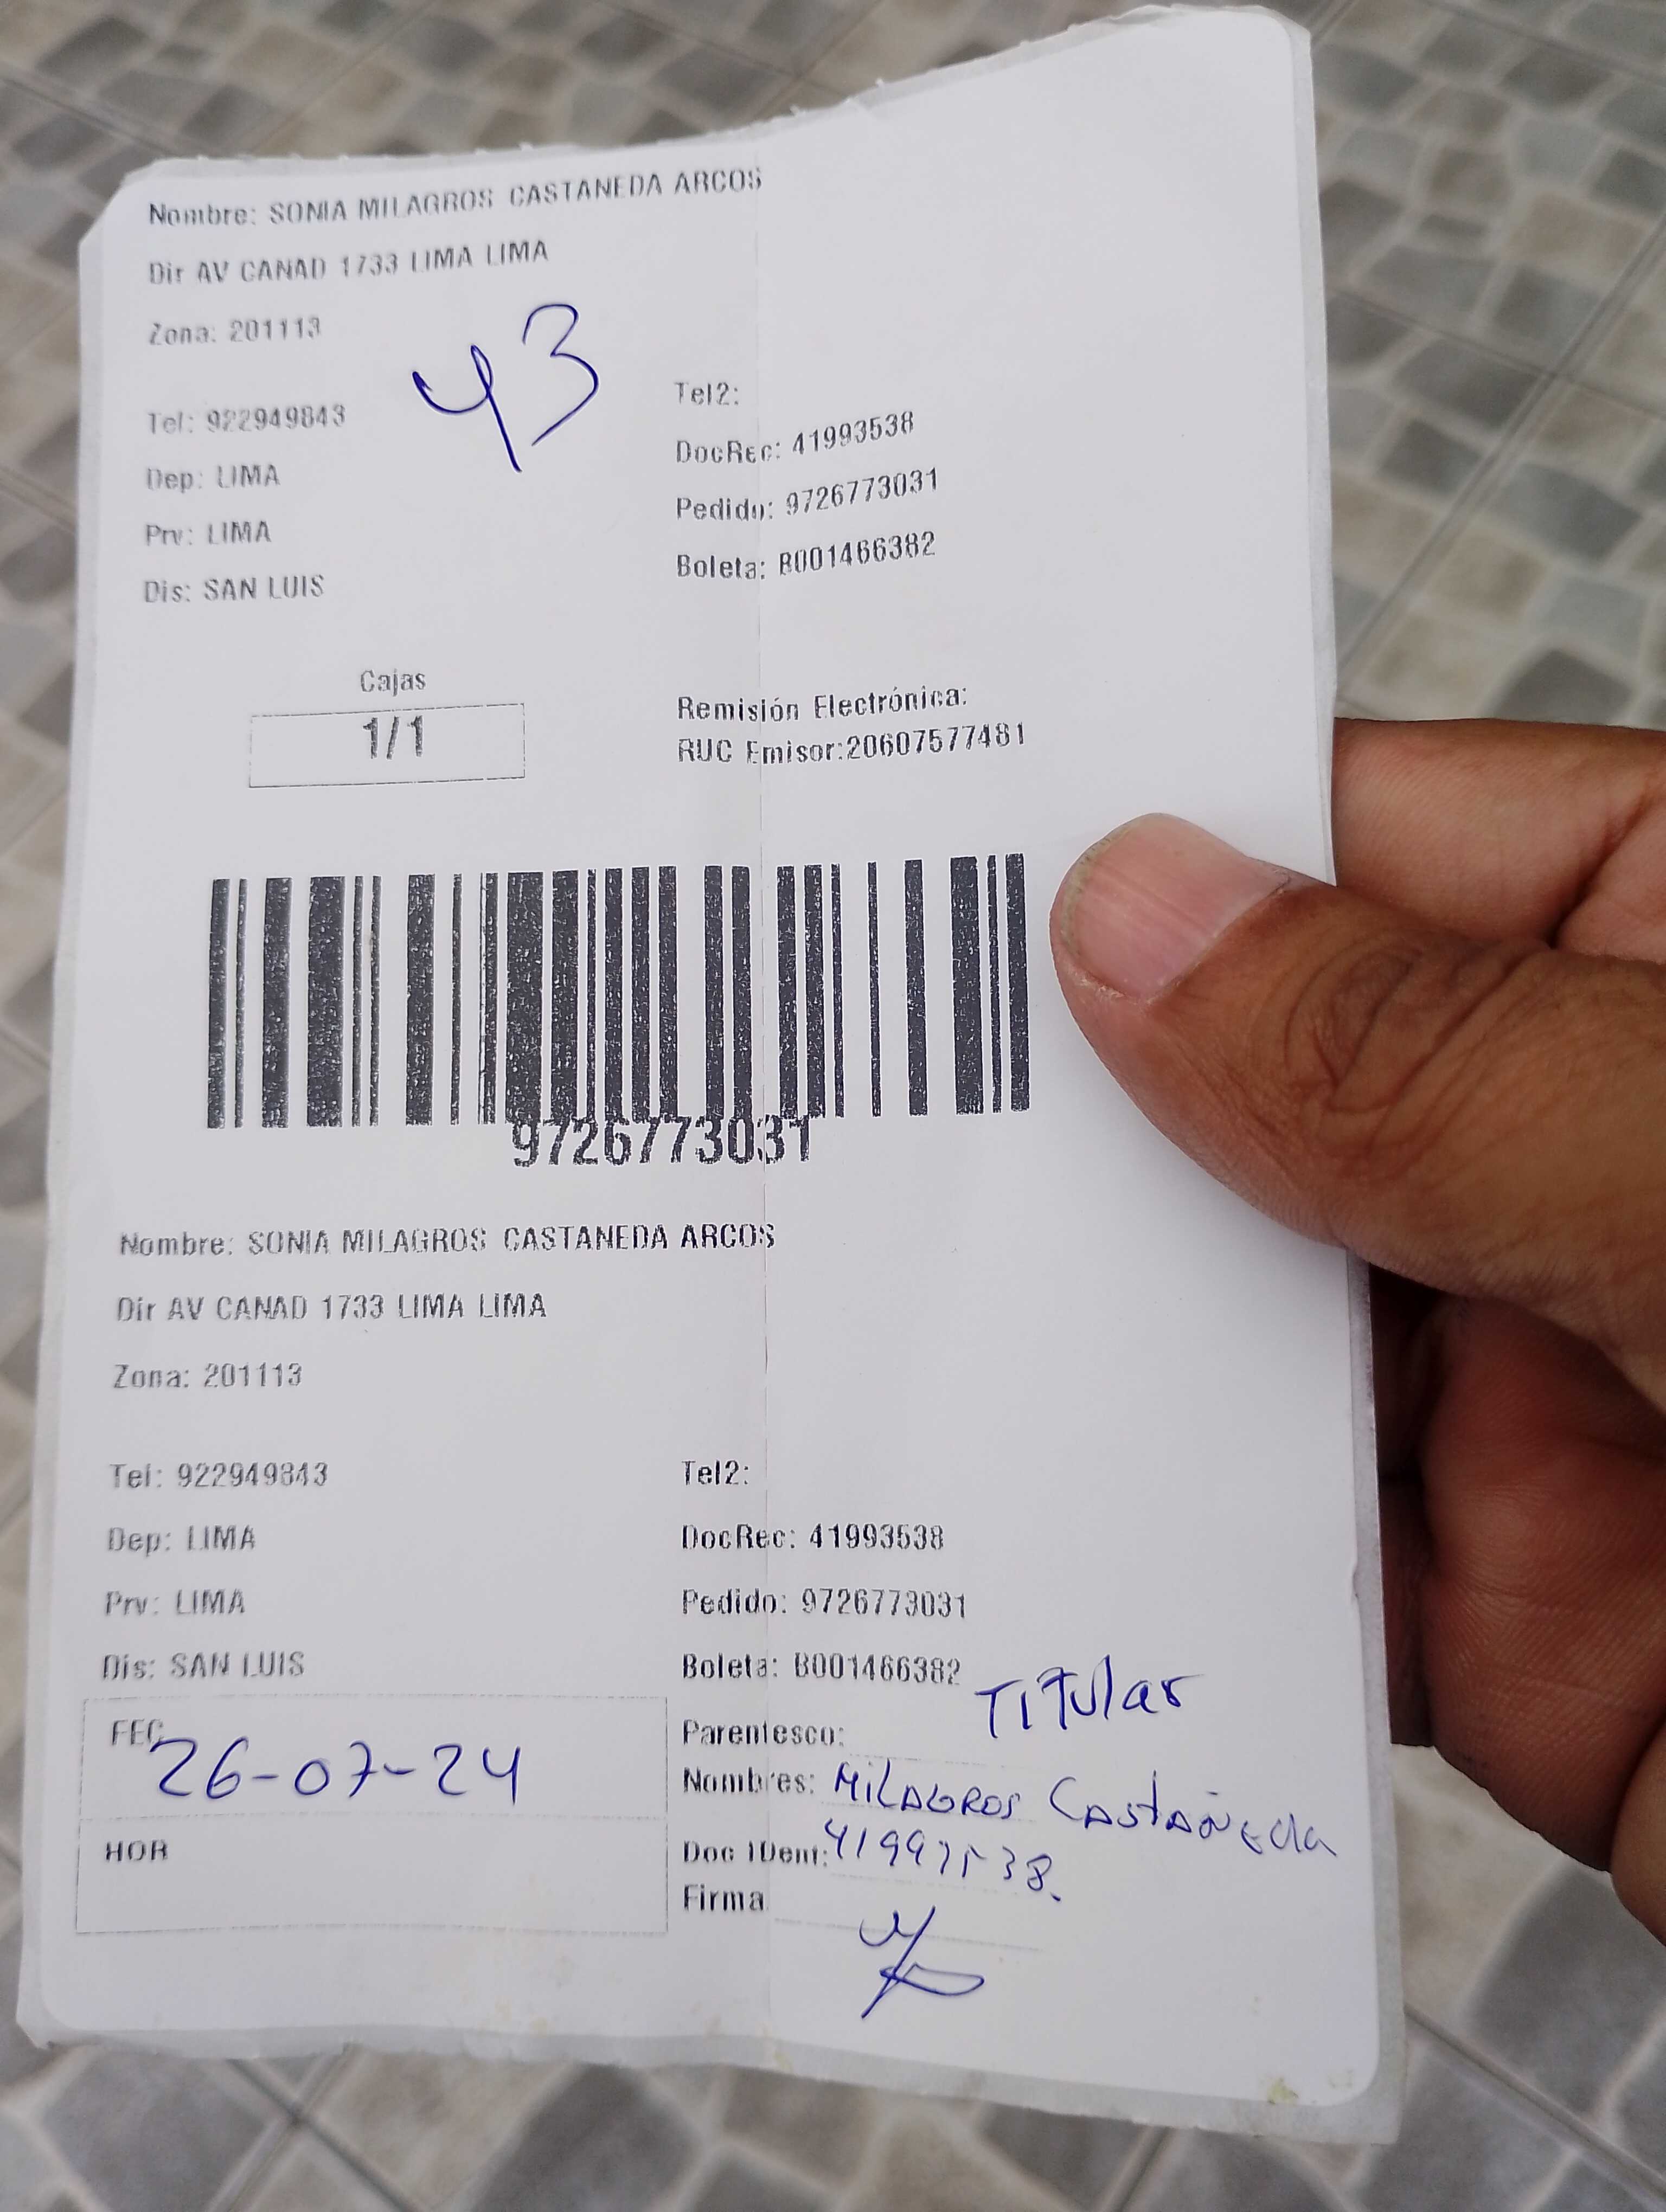 Nombre: SONIA MILAGROS CASTANEDA ARCOS
Dir AV CANAD 1733 LIMA LIMA
Zona: 201113
43
Tel: 922949843
Tel2:
Dep: LIMA
DocRec: 41993538
Prv: LIMA
Pedido: 9726773031
Dis: SAN LUIS
Boleta: B001466382
Cajas
1/1
Remisión Electrónica:
RUC Emisor:20607577481
9726773031
Nombre: SONIA MILAGROS CASTANEDA ARCOS
Dir AV CANAD 1733 LIMA LIMA
Zona: 201113
Tel: 922949843
Tel2:
Dep: LIMA
DocRec: 41993538
Prv: LIMA
Pedido: 9726773031
Dis: SAN LUIS
Boleta: B001466382
FEC 26-07-24
HOR
Parentesco: Titular
Nombres: Milagros Castañeda
Doc IDent: 41993538.
Firma